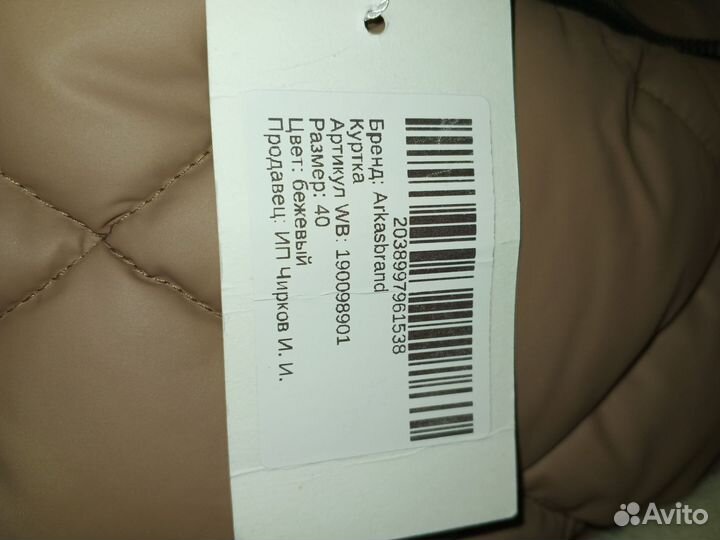 2038997961538
Бренд: Arkasbrand
Куртка
Артикул WB: 190098901
Размер: 40
Цвет: бежевый
Продавец: ИП Чирков И. И.
Avito